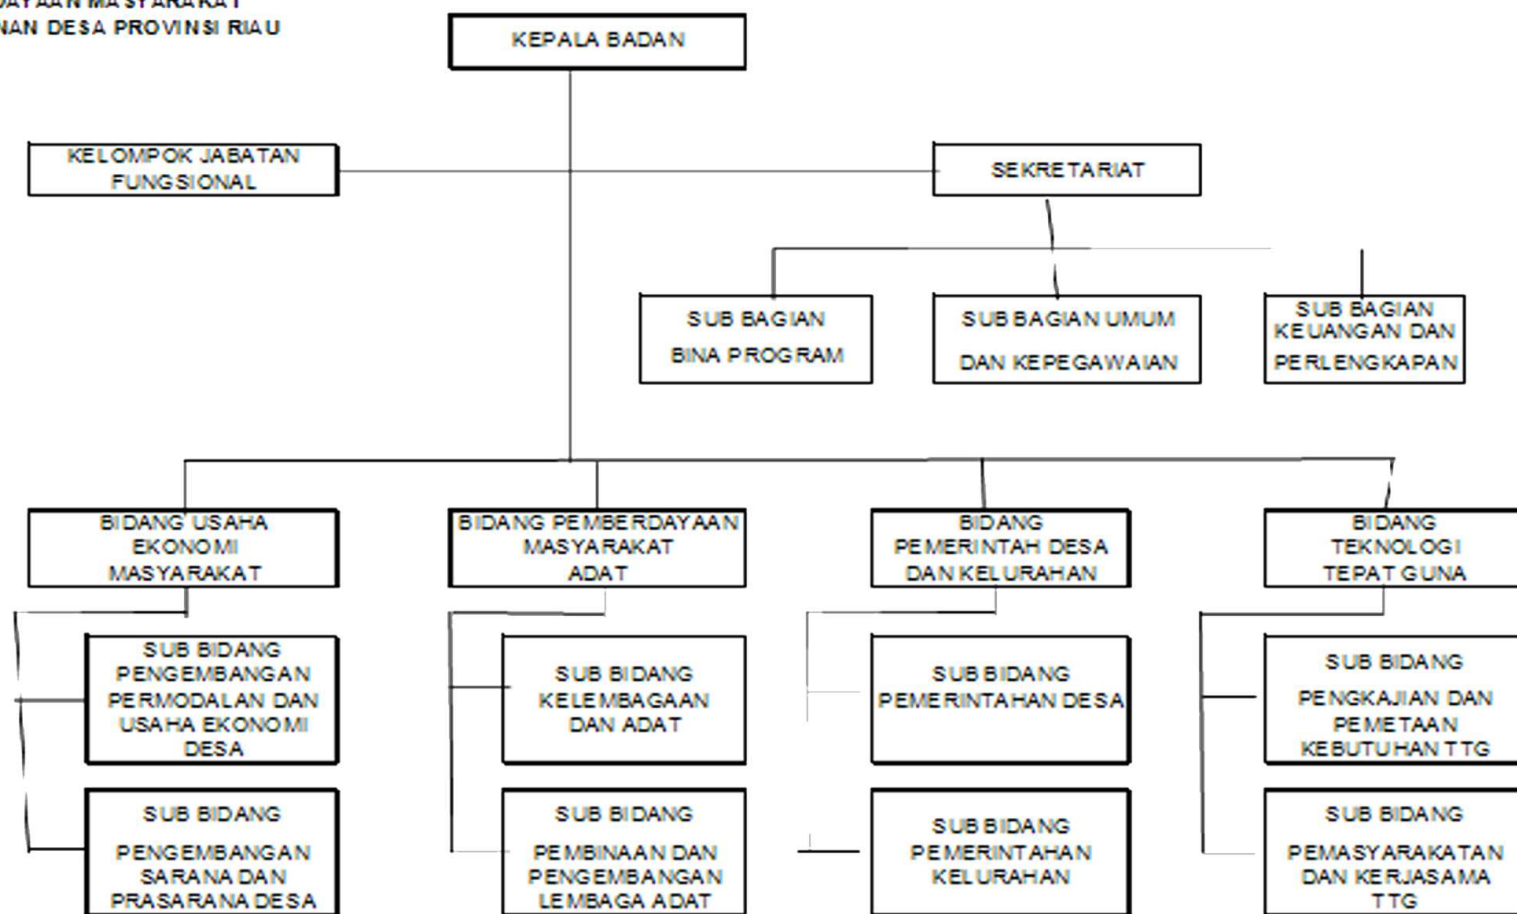 MASYARAKAT
DESA PROVINSI RIAU
KEPALA BADAN
KELOMPOK JABATAN
FUNGSIONAL
SEKRETARIAT
SUB BAGIAN
BINA PROGRAM
SUB BAGIAN UMUM
DAN KEPEGAWAIAN
SUB BAGIAN
KEUANGAN DAN
PERLENGKAPAN
BIDANG USAHA
EKONOMI
MASYARAKAT
BIDANG PEMBERDAYAAN
MASYARAKAT
ADAT
BIDANG
PEMERINTAH DESA
DAN KELURAHAN
BIDANG
TEKNOLOGI
TEPAT GUNA
SUB BIDANG
PENGEMBANGAN
PERMODALAN DAN
USAHA EKONOMI
DESA
SUB BIDANG
KELEMBAGAAN
DAN ADAT
SUB BIDANG
PEMERINTAHAN DESA
SUB BIDANG
PENGKAJIAN DAN
PEMETAAN
KEBUTUHAN TTG
SUB BIDANG
PENGEMBANGAN
SARANA DAN
PRASARANA DESA
SUB BIDANG
PEMBINAAN DAN
PENGEMBANGAN
LEMBAGA ADAT
SUB BIDANG
PEMERINTAHAN
KELURAHAN
SUB BIDANG
PEMASYARAKATAN
DAN KERJASAMA
TTG